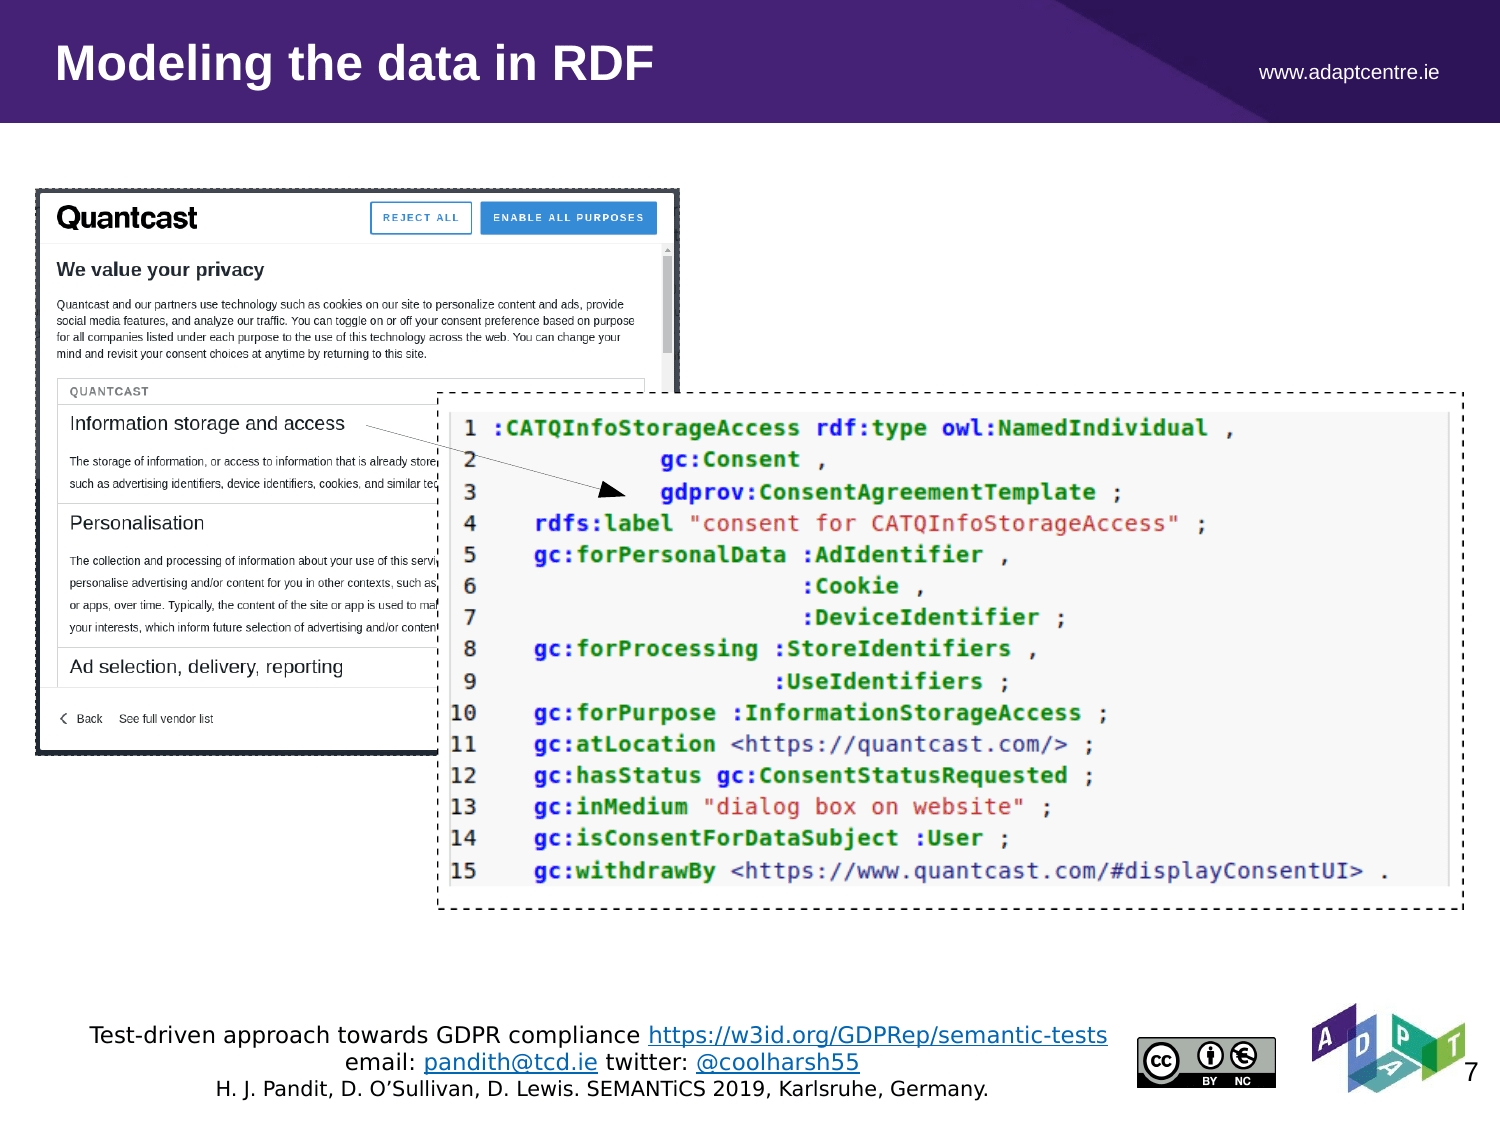 Modeling the data in RDF
www.adaptcentre.ie
Quantcast
REJECT ALL
ENABLE ALL PURPOSES
We value your privacy
Quantcast and our partners use technology such as cookies on our site to personalize content and ads, provide
social media features, and analyze our traffic. You can toggle on or off your consent preference based on purpose
for all companies listed under each purpose to the use of this technology across the web. You can change your
mind and revisit your consent choices at anytime by returning to this site.
QUANTCAST
Information storage and access
The storage of information, or access to information that is already store
such as advertising identifiers, device identifiers, cookies, and similar tec
Personalisation
The collection and processing of information about your use of this servi
personalise advertising and/or content for you in other contexts, such as
or apps, over time. Typically, the content of the site or app is used to ma
your interests, which inform future selection of advertising and/or conten
Ad selection, delivery, reporting
Back See full vendor list
1 :CATQInfoStorageAccess rdf:type owl:NamedIndividual ,
2 gc:Consent ,
3 gdprov:ConsentAgreementTemplate ;
4 rdfs:label "consent for CATQInfoStorageAccess" ;
5 gc:forPersonalData :AdIdentifier ,
6 :Cookie ,
7 :DeviceIdentifier ;
8 gc:forProcessing :StoreIdentifiers ,
9 :UseIdentifiers ;
10 gc:forPurpose :InformationStorageAccess ;
11 gc:atLocation <https://quantcast.com/> ;
12 gc:hasStatus gc:ConsentStatusRequested ;
13 gc:inMedium "dialog box on website" ;
14 gc:isConsentForDataSubject :User ;
15 gc:withdrawBy <https://www.quantcast.com/#displayConsentUI> .
Test-driven approach towards GDPR compliance https://w3id.org/GDPRep/semantic-tests
email: pandith@tcd.ie twitter: @coolharsh55
H. J. Pandit, D. O’Sullivan, D. Lewis. SEMANTiCS 2019, Karlsruhe, Germany.
cc BY NC
ADAPT
7